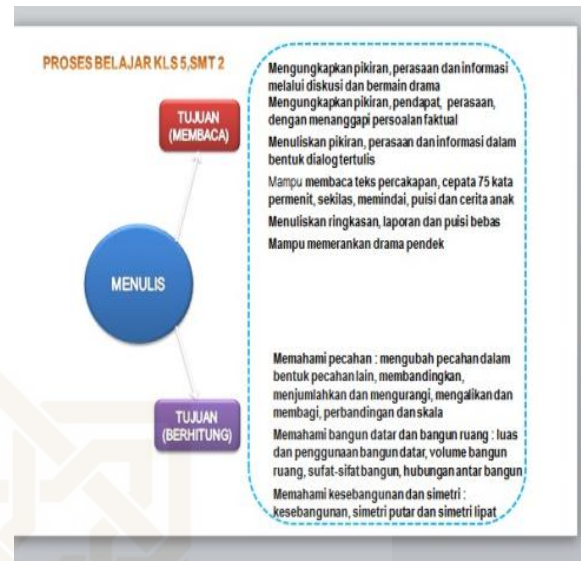 PROSES BELAJAR KLS 5,SMT 2
TUJUAN
(MEMBACA)
MENULIS
TUJUAN
(BERHITUNG)
Mengungkapkan pikiran, perasaan dan informasi
melalui diskusi dan bermain drama
Mengungkapkan pikiran, pendapat, perasaan,
dengan menanggapi persoalan faktual
Menuliskan pikiran, perasaan dan informasi dalam
bentuk dialog tertulis
Mampu membaca teks percakapan, cepata 75 kata
permenit, sekilas, memindai, puisi dan cerita anak
Menuliskan ringkasan, laporan dan puisi bebas
Mampu memerankan drama pendek
Memahami pecahan : mengubah pecahan dalam
bentuk pecahan lain, membandingkan,
menjumlahkan dan mengurangi, mengalikan dan
membagi, perbandingan dan skala
Memahami bangun datar dan bangun ruang : luas
dan penggunaan bangun datar, volume bangun
ruang, sufat-sifat bangun, hubungan antar bangun
Memahami kesebangunan dan simetri :
kesebangunan, simetri putar dan simetri lipat